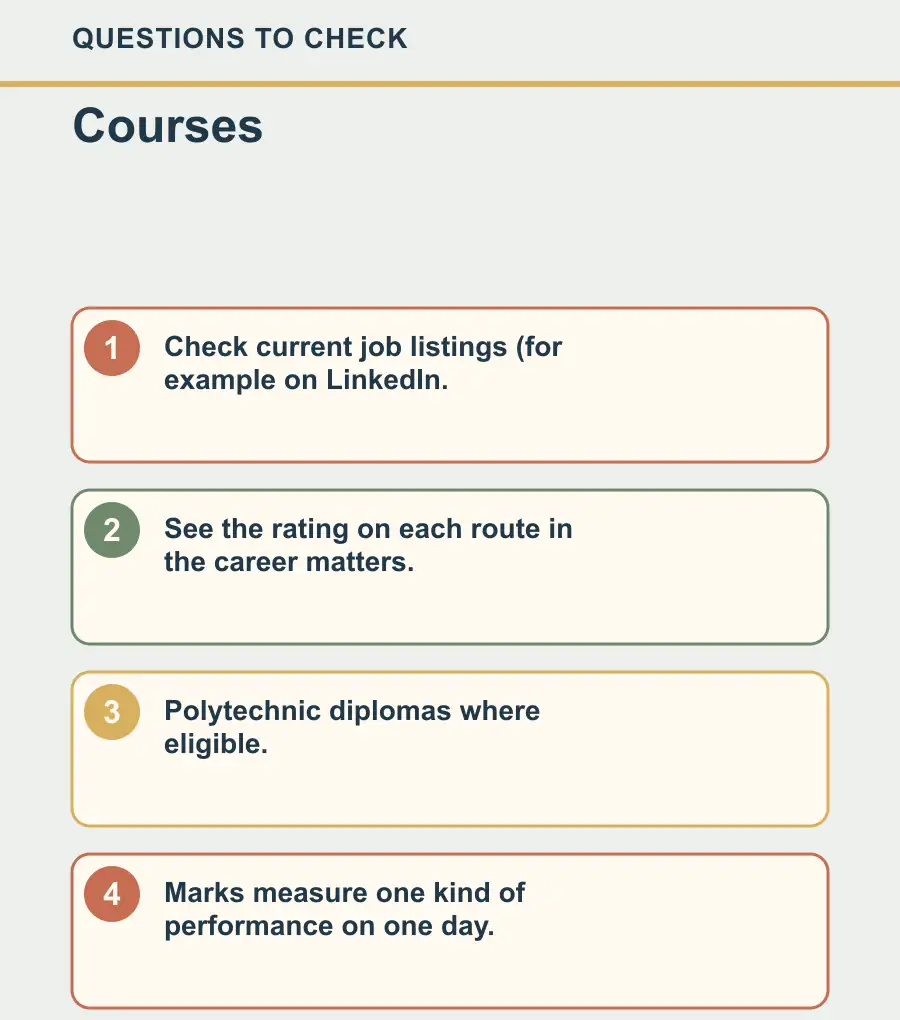 QUESTIONS TO CHECK
Courses
1
Check current job listings (for
example on LinkedIn.
2
See the rating on each route in
the career matters.
3
Polytechnic diplomas where
eligible.
4
Marks measure one kind of
performance on one day.